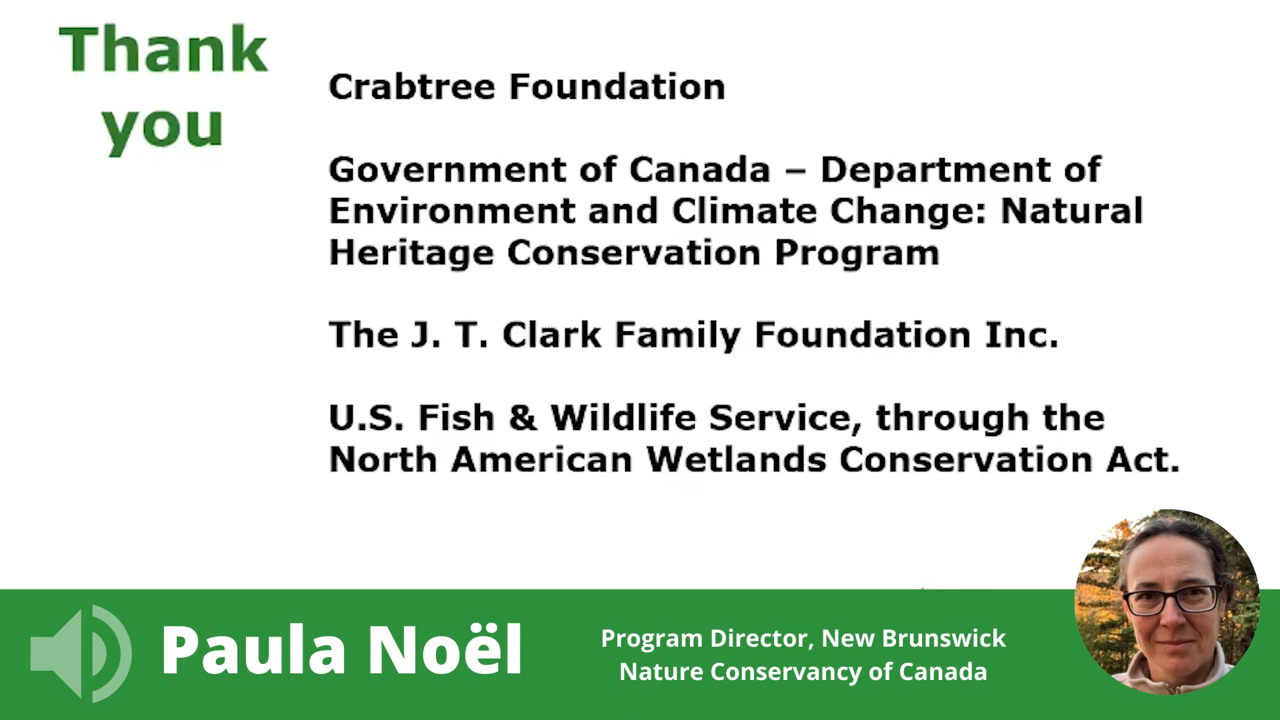 Thank
you
Crabtree Foundation
Government of Canada – Department of
Environment and Climate Change: Natural
Heritage Conservation Program
The J. T. Clark Family Foundation Inc.
U.S. Fish & Wildlife Service, through the
North American Wetlands Conservation Act.
Paula Noël
Program Director, New Brunswick
Nature Conservancy of Canada